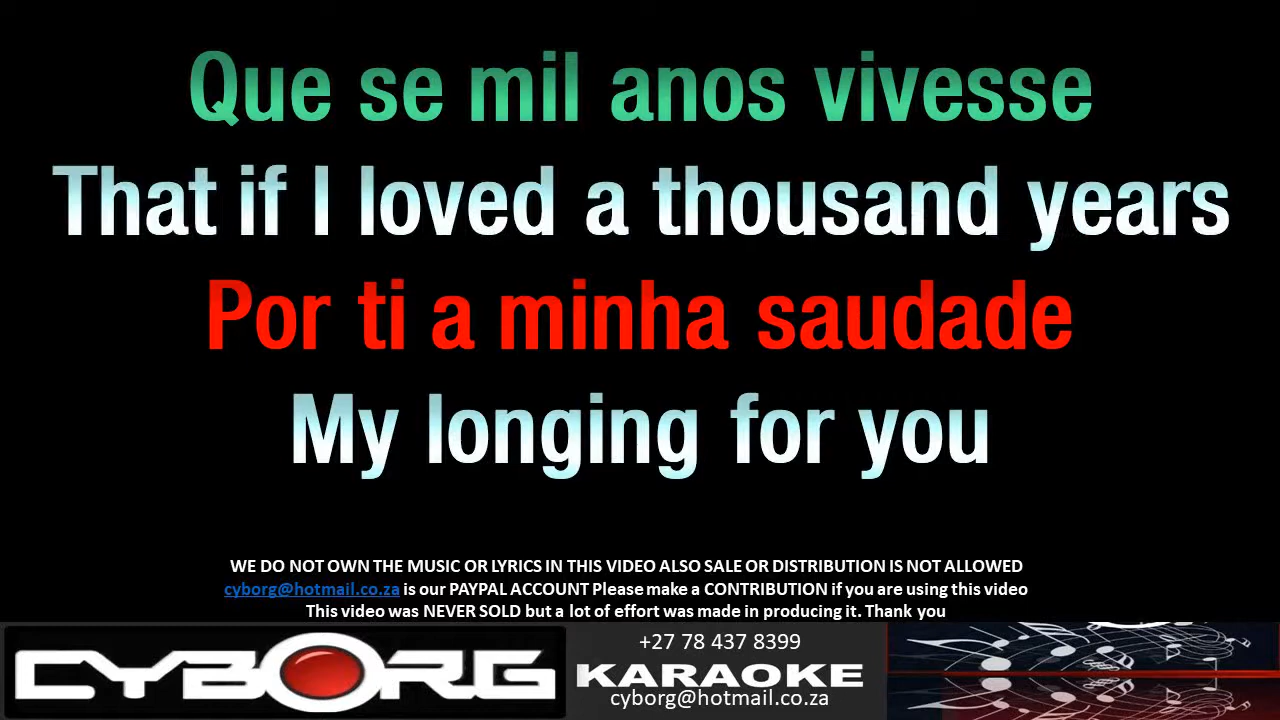 Que se mil anos vivesse
That if I loved a thousand years
Por ti a minha saudade
My longing for you
WE DO NOT OWN THE MUSIC OR LYRICS IN THIS VIDEO ALSO SALE OR DISTRIBUTION IS NOT ALLOWED
cyborg@hotmail.co.za is our PAYPAL ACCOUNT Please make a CONTRIBUTION if you are using this video
This video was NEVER SOLD but a lot of effort was made in producing it. Thank you
CYBORG
+27 78 437 8399
KARAOKE
cyborg@hotmail.co.za